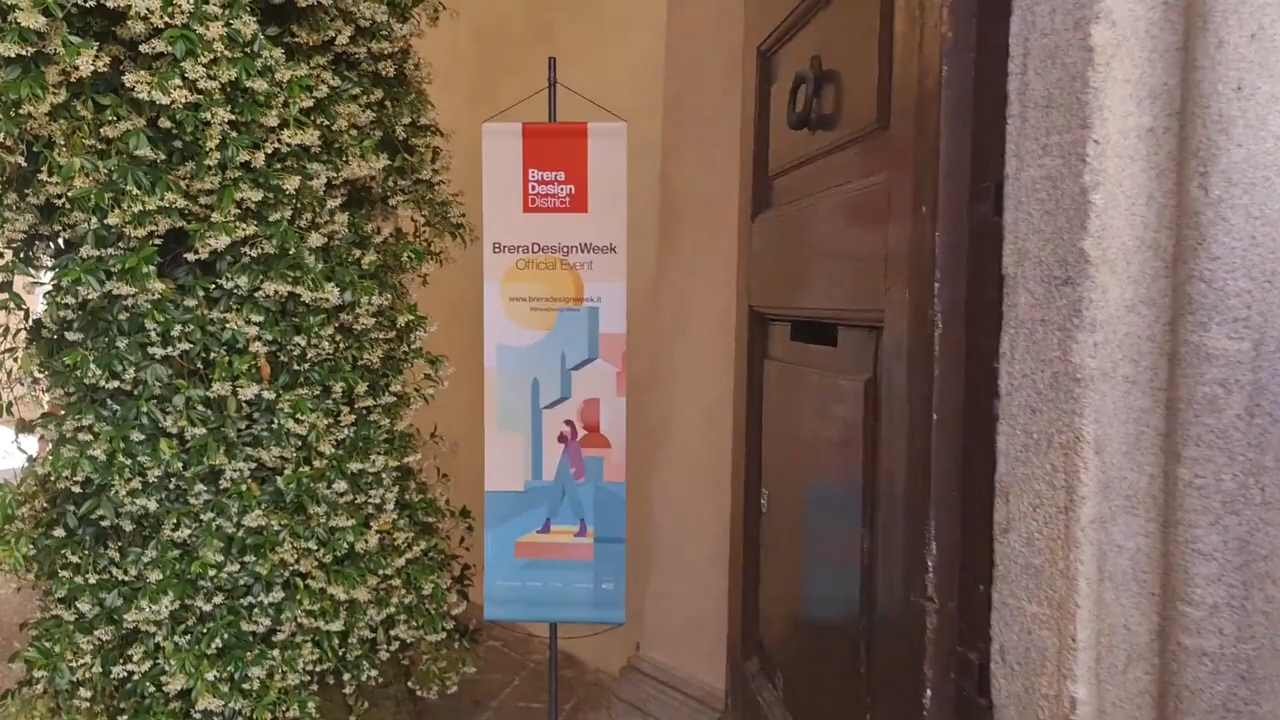 Brera
Design
District
BreraDesignWeek
Official Event
www.breradesignweek.it
#BreraDesignWeek